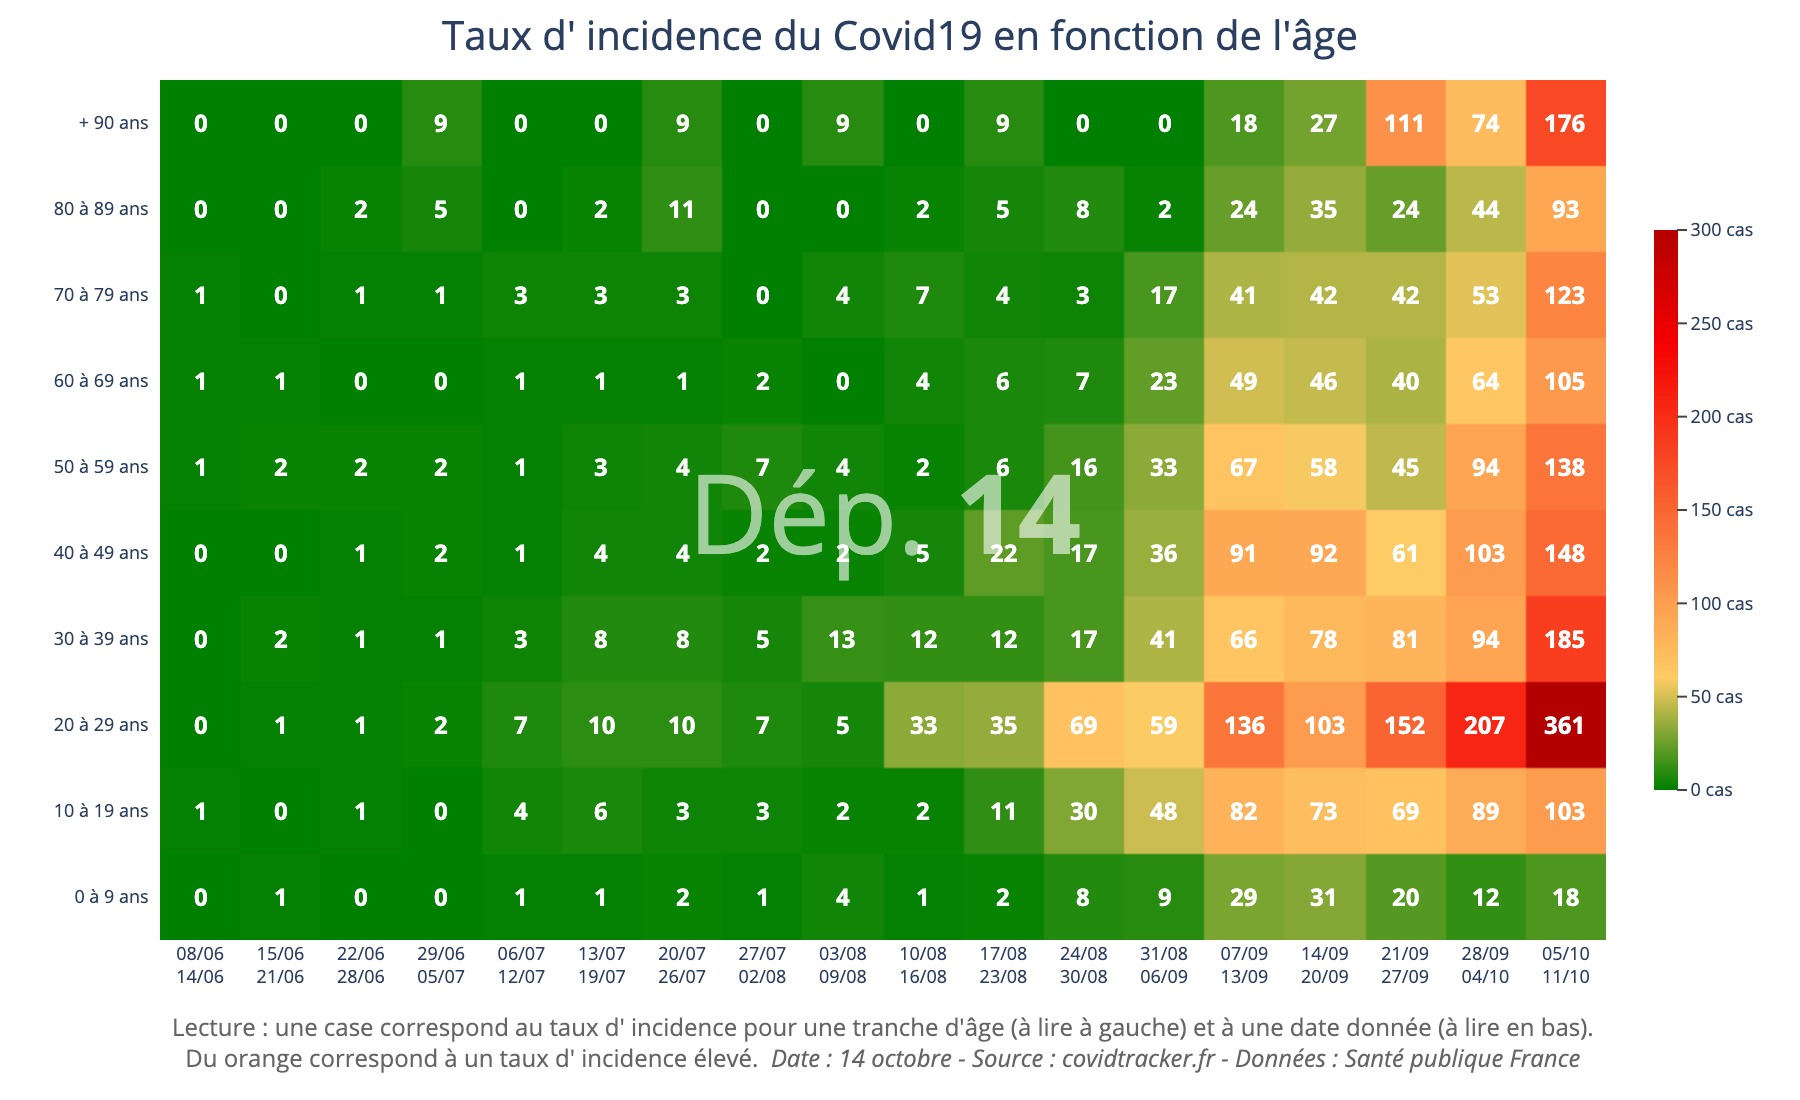 Taux d' incidence du Covid19 en fonction de l'âge
+ 90 ans 0 0 0 9 0 0 9 0 9 0 9 0 0 18 27 111 74 176
80 à 89 ans 0 0 2 5 0 2 11 0 0 2 5 8 2 24 35 24 44 93
70 à 79 ans 1 0 1 1 3 3 3 0 4 7 4 3 17 41 42 42 53 123
60 à 69 ans 1 1 0 0 1 1 1 2 0 4 6 7 23 49 46 40 64 105
50 à 59 ans 1 2 2 2 1 3 4 7 4 2 6 16 33 67 58 45 94 138
Dép. 14
40 à 49 ans 0 0 1 2 1 4 4 2 2 5 22 17 36 91 92 61 103 148
30 à 39 ans 0 2 1 1 3 8 8 5 13 12 12 17 41 66 78 81 94 185
20 à 29 ans 0 1 1 2 7 10 10 7 5 33 35 69 59 136 103 152 207 361
10 à 19 ans 1 0 1 0 4 6 3 3 2 2 11 30 48 82 73 69 89 103
0 à 9 ans 0 1 0 0 1 1 2 1 4 1 2 8 9 29 31 20 12 18
08/06 15/06 22/06 29/06 06/07 13/07 20/07 27/07 03/08 10/08 17/08 24/08 31/08 07/09 14/09 21/09 28/09 05/10
14/06 21/06 28/06 05/07 12/07 19/07 26/07 02/08 09/08 16/08 23/08 30/08 06/09 13/09 20/09 27/09 04/10 11/10
300 cas
250 cas
200 cas
150 cas
100 cas
50 cas
0 cas
Lecture : une case correspond au taux d' incidence pour une tranche d'âge (à lire à gauche) et à une date donnée (à lire en bas).
Du orange correspond à un taux d' incidence élevé. Date : 14 octobre - Source : covidtracker.fr - Données : Santé publique France